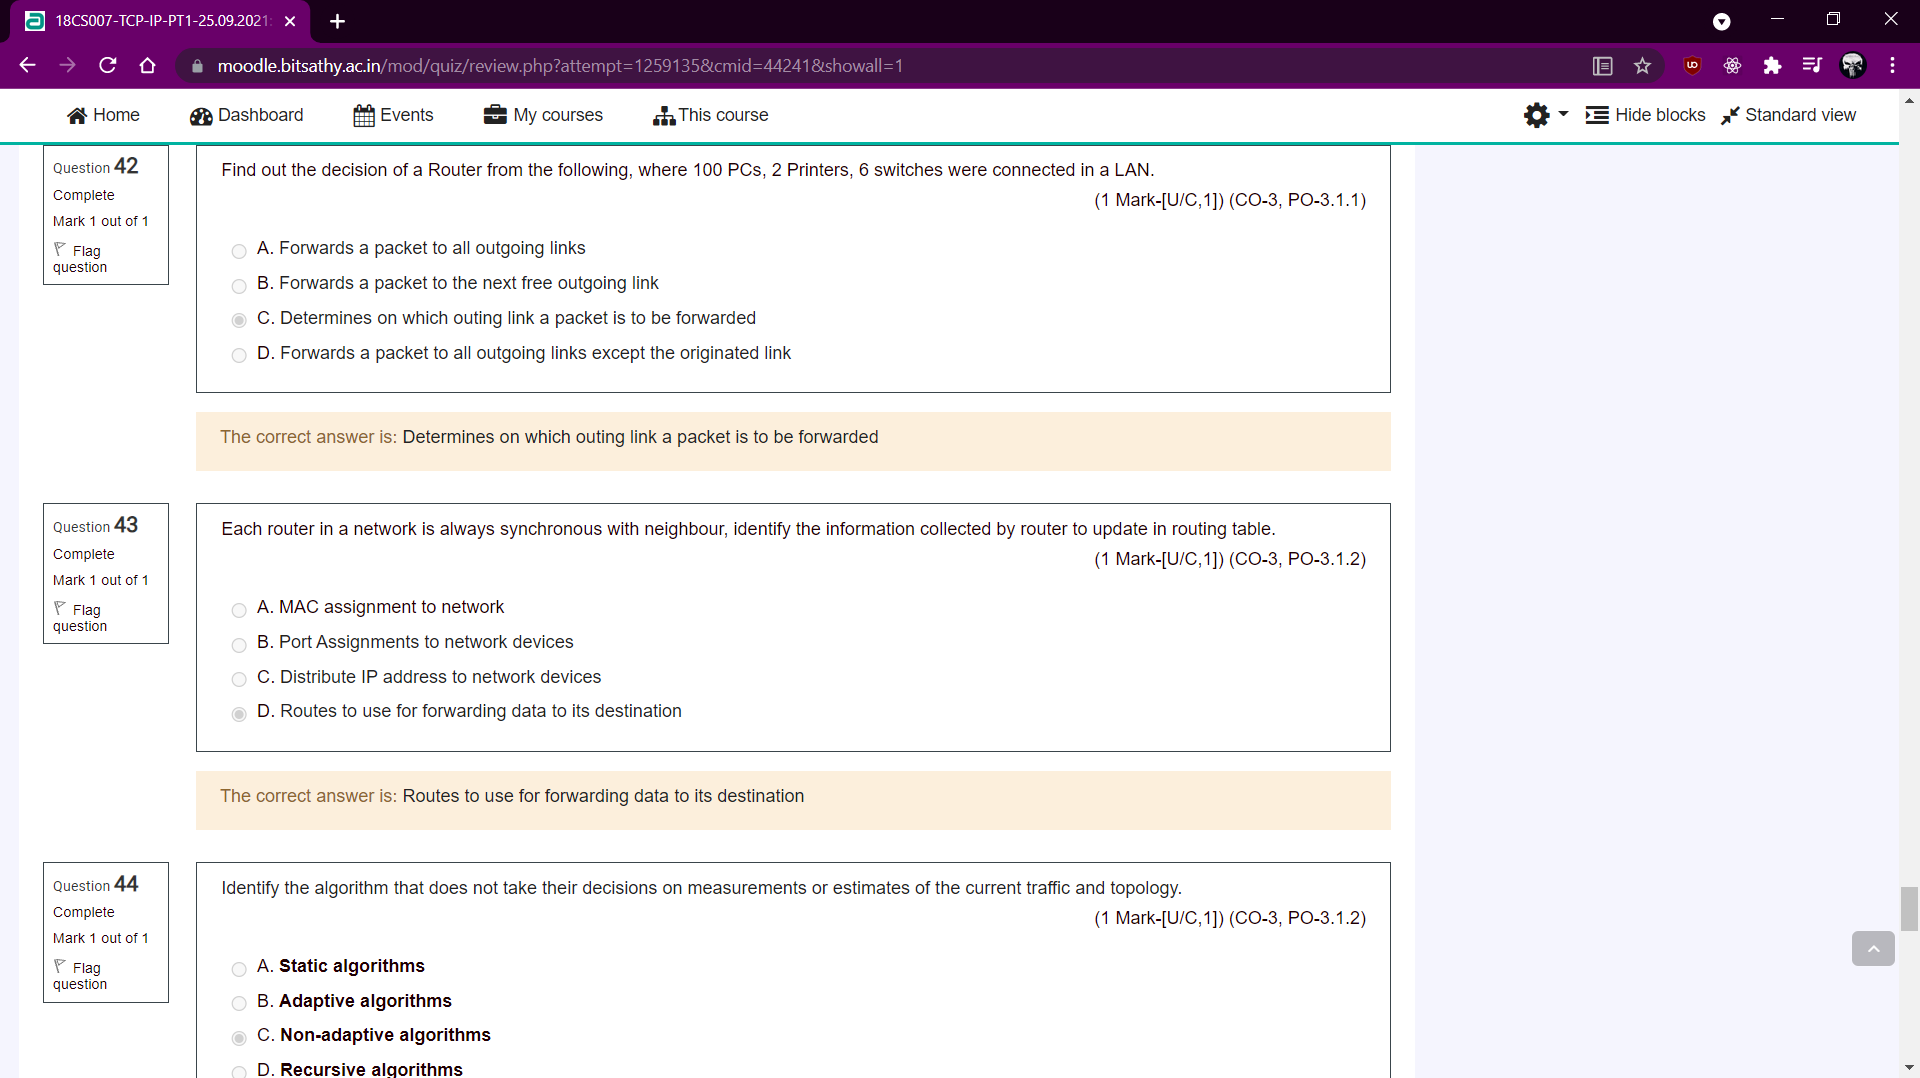 18CS007-TCP-IP-PT1-25.09.2021
moodle.bitsathy.ac.in/mod/quiz/review.php?attempt=1259135&cmid=44241&showall=1
Home Dashboard Events My courses This course Hide blocks Standard view
Question 42
Complete
Mark 1 out of 1
Flag question
Find out the decision of a Router from the following, where 100 PCs, 2 Printers, 6 switches were connected in a LAN.
(1 Mark-[U/C,1]) (CO-3, PO-3.1.1)
A. Forwards a packet to all outgoing links
B. Forwards a packet to the next free outgoing link
C. Determines on which outing link a packet is to be forwarded
D. Forwards a packet to all outgoing links except the originated link
The correct answer is: Determines on which outing link a packet is to be forwarded
Question 43
Complete
Mark 1 out of 1
Flag question
Each router in a network is always synchronous with neighbour, identify the information collected by router to update in routing table.
(1 Mark-[U/C,1]) (CO-3, PO-3.1.2)
A. MAC assignment to network
B. Port Assignments to network devices
C. Distribute IP address to network devices
D. Routes to use for forwarding data to its destination
The correct answer is: Routes to use for forwarding data to its destination
Question 44
Complete
Mark 1 out of 1
Flag question
Identify the algorithm that does not take their decisions on measurements or estimates of the current traffic and topology.
(1 Mark-[U/C,1]) (CO-3, PO-3.1.2)
A. Static algorithms
B. Adaptive algorithms
C. Non-adaptive algorithms
D. Recursive algorithms